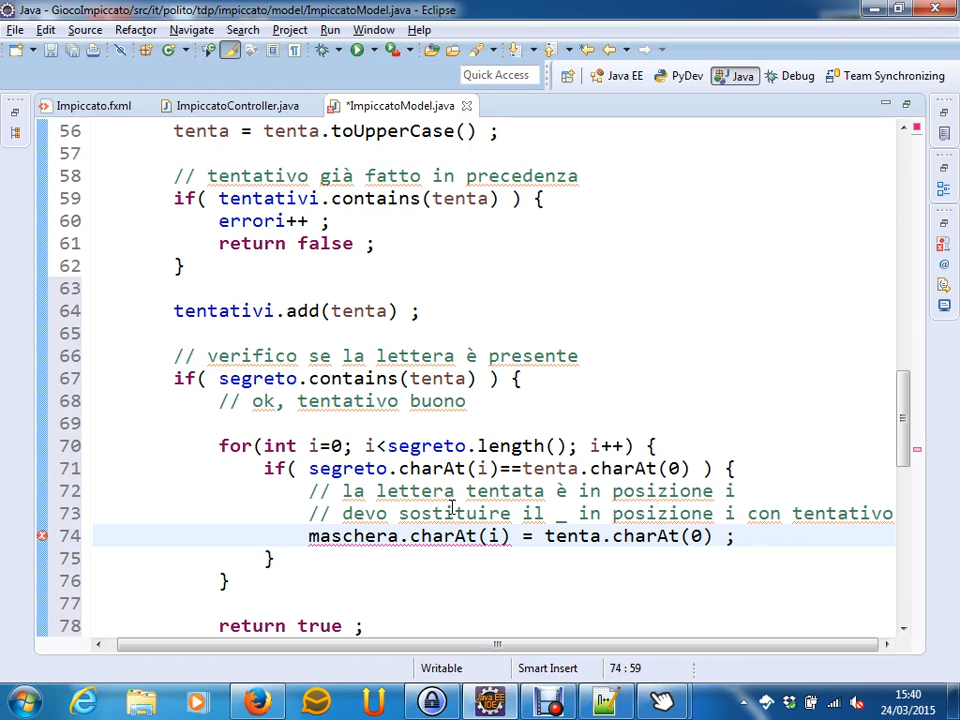 Java - GiocoImpiccato/src/it/polito/tdp/impiccato/model/ImpiccatoModel.java - Eclipse
File Edit Source Refactor Navigate Search Project Run Window Help
Quick Access Java EE PyDev Java Debug Team Synchronizing
Impiccato.fxml ImpiccatoController.java *ImpiccatoModel.java
56 tenta = tenta.toUpperCase() ;
57
58 // tentativo già fatto in precedenza
59 if( tentativi.contains(tenta) ) {
60 errori++ ;
61 return false ;
62 }
63
64 tentativi.add(tenta) ;
65
66 // verifico se la lettera è presente
67 if( segreto.contains(tenta) ) {
68 // ok, tentativo buono
69
70 for(int i=0; i<segreto.length(); i++) {
71 if( segreto.charAt(i)==tenta.charAt(0) ) {
72 // la lettera tentata è in posizione i
73 // devo sostituire il _ in posizione i con tentativo
74 maschera.charAt(i) = tenta.charAt(0) ;
75 }
76 }
77
78 return true ;
Writable Smart Insert 74 : 59
15:40
24/03/2015